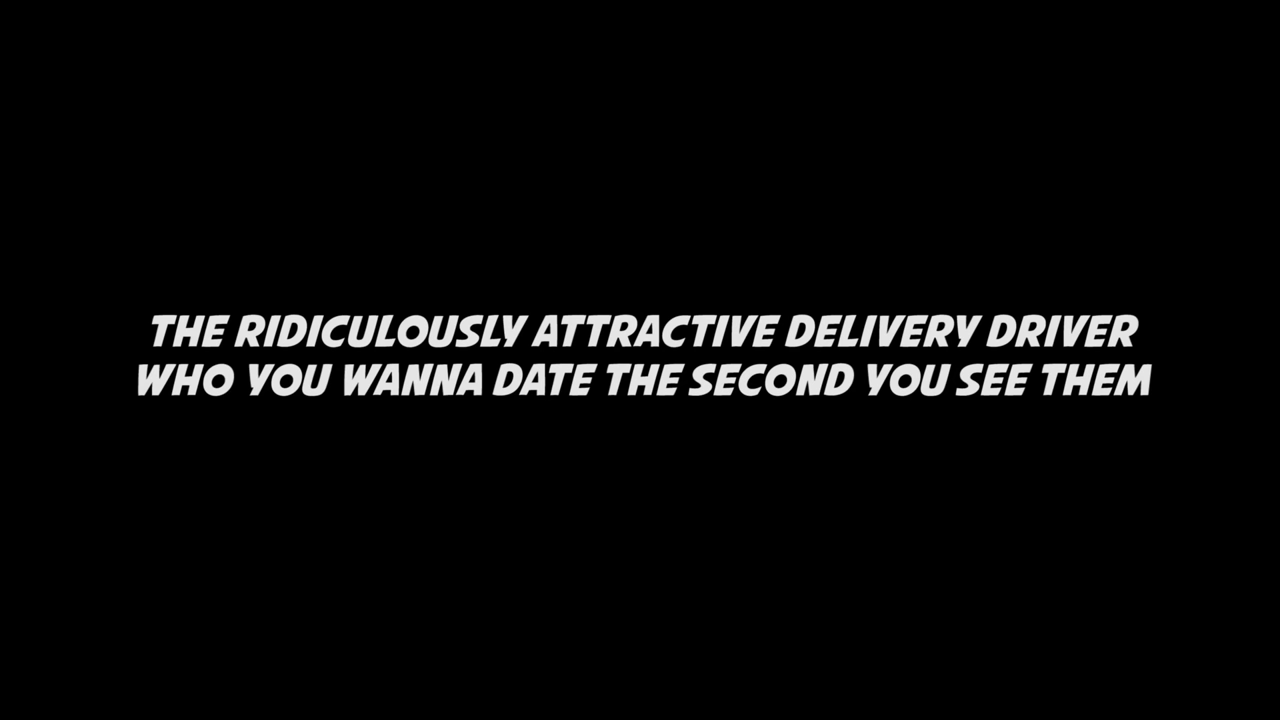 THE RIDICULOUSLY ATTRACTIVE DELIVERY DRIVER
WHO YOU WANNA DATE THE SECOND YOU SEE THEM